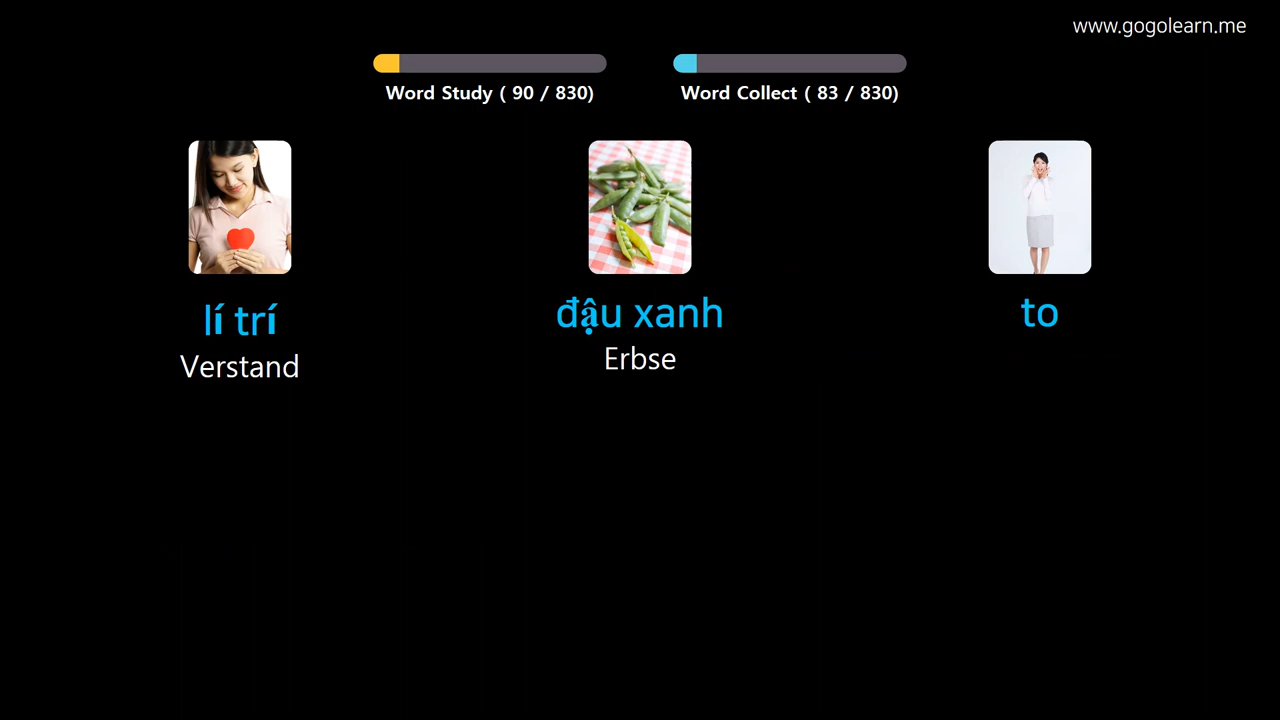 www.gogolearn.me
Word Study ( 90 / 830)
Word Collect ( 83 / 830)
lí trí
Verstand
đậu xanh
Erbse
to